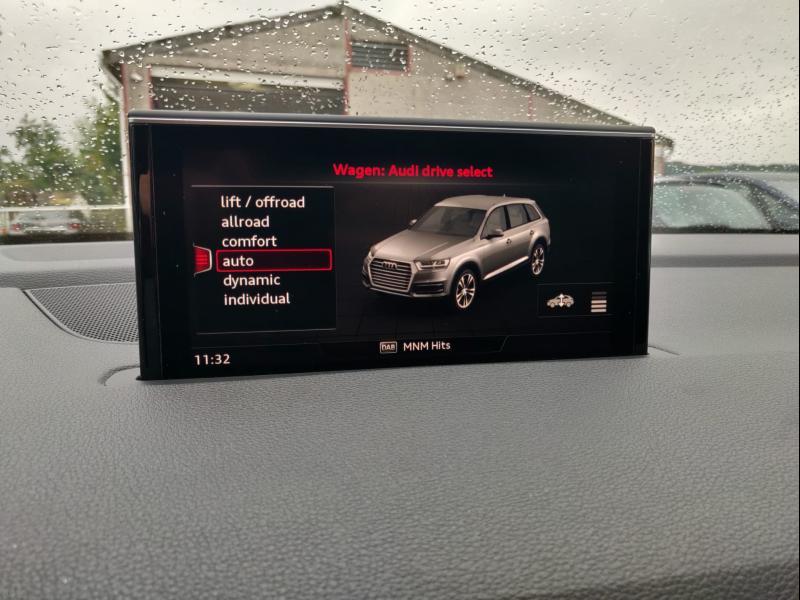 Wagen: Audi drive select
lift / offroad
allroad
comfort
auto
dynamic
individual
11:32
DAB MNM Hits